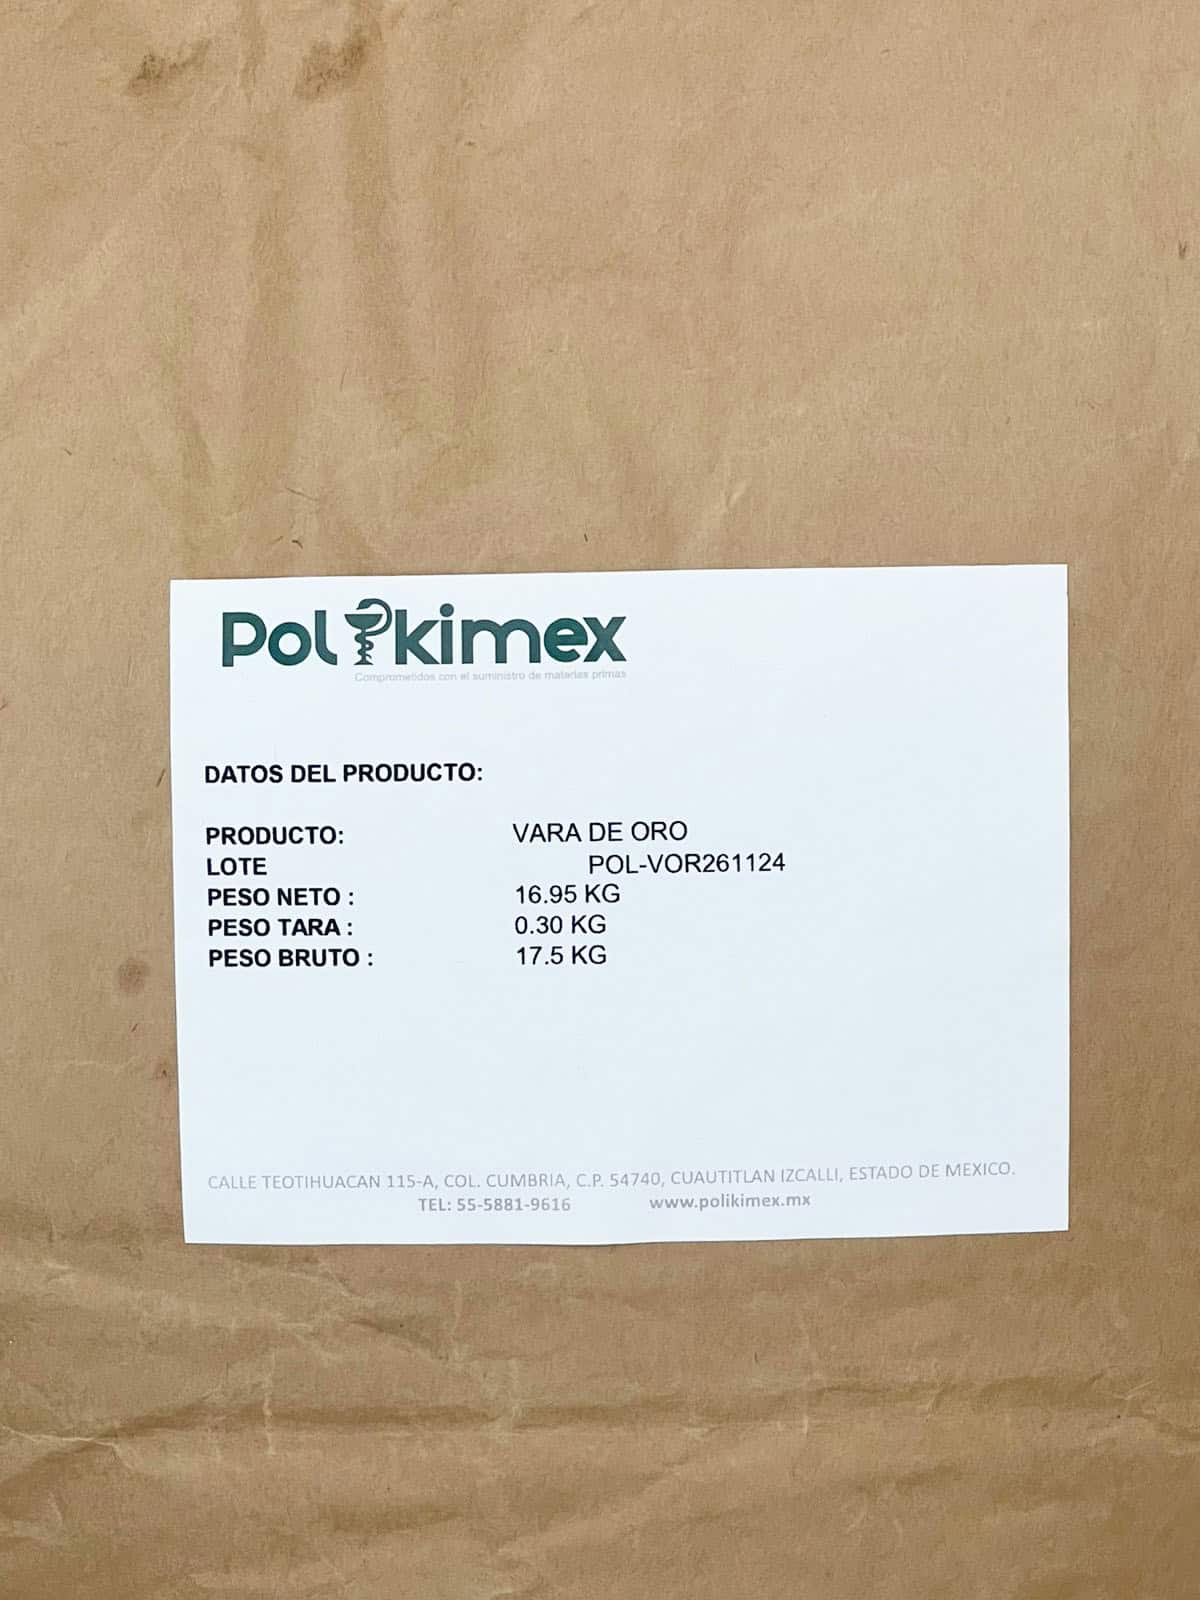 Polikimex
Comprometidos con el suministro de materias primas
DATOS DEL PRODUCTO:
PRODUCTO: VARA DE ORO
LOTE POL-VOR261124
PESO NETO : 16.95 KG
PESO TARA : 0.30 KG
PESO BRUTO : 17.5 KG
CALLE TEOTIHUACAN 115-A, COL. CUMBRIA, C.P. 54740, CUAUTITLAN IZCALLI, ESTADO DE MEXICO.
TEL: 55-5881-9616 www.polikimex.mx